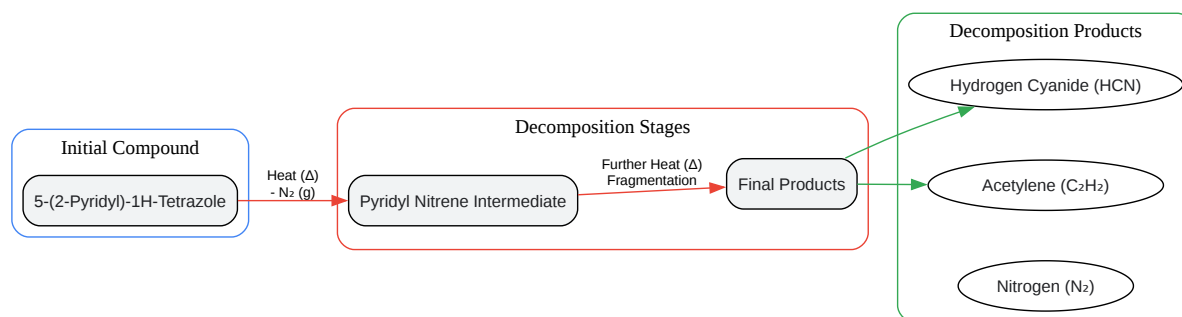 Initial Compound
5-(2-Pyridyl)-1H-Tetrazole
Heat (Δ)
- N₂ (g)
Decomposition Stages
Pyridyl Nitrene Intermediate
Further Heat (Δ)
Fragmentation
Final Products
Decomposition Products
Hydrogen Cyanide (HCN)
Acetylene (C₂H₂)
Nitrogen (N₂)